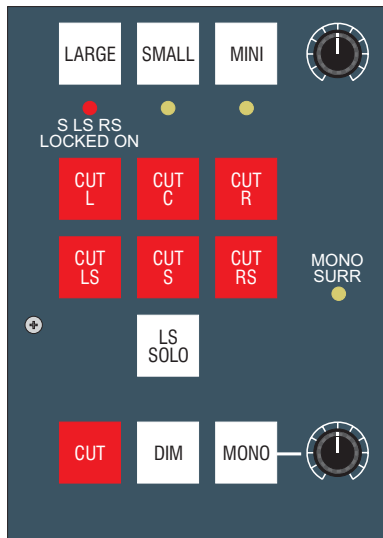 LARGE SMALL MINI
S LS RS
LOCKED ON
CUT L
CUT C
CUT R
CUT LS
CUT S
CUT RS
MONO SURR
LS SOLO
CUT DIM MONO